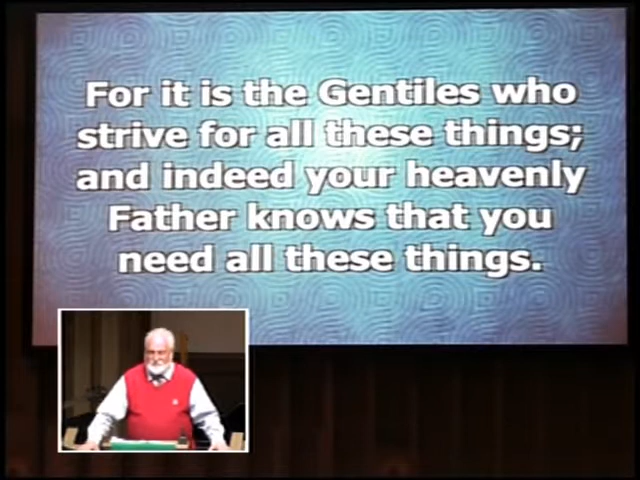 For it is the Gentiles who
strive for all these things;
and indeed your heavenly
Father knows that you
need all these things.